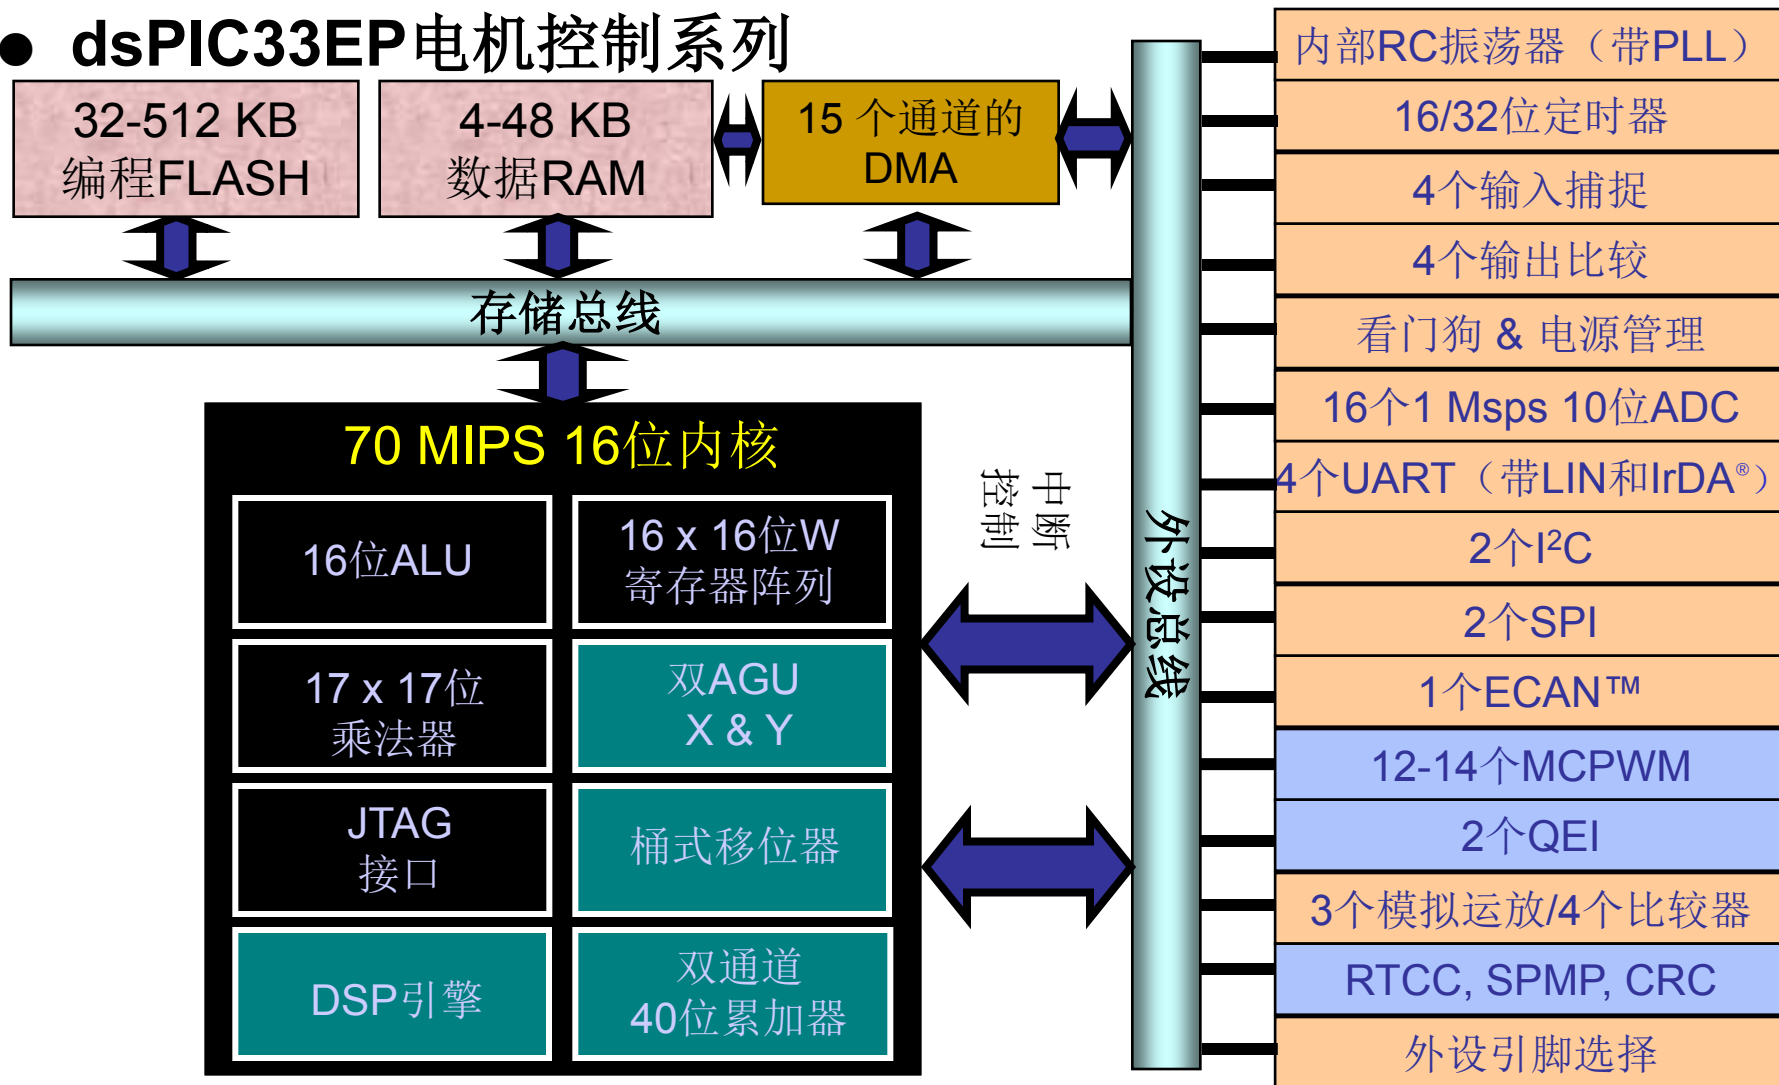 ● dsPIC33EP电机控制系列
32-512 KB
编程FLASH
4-48 KB
数据RAM
15 个通道的
DMA
存储总线
70 MIPS 16位内核
16位ALU
16 x 16位W
寄存器阵列
17 x 17位
乘法器
双AGU
X & Y
JTAG
接口
桶式移位器
DSP引擎
双通道
40位累加器
中断
控制
外设总线
内部RC振荡器（带PLL）
16/32位定时器
4个输入捕捉
4个输出比较
看门狗 & 电源管理
16个1 Msps 10位ADC
4个UART（带LIN和IrDA®）
2个I²C
2个SPI
1个ECAN™
12-14个MCPWM
2个QEI
3个模拟运放/4个比较器
RTCC, SPMP, CRC
外设引脚选择